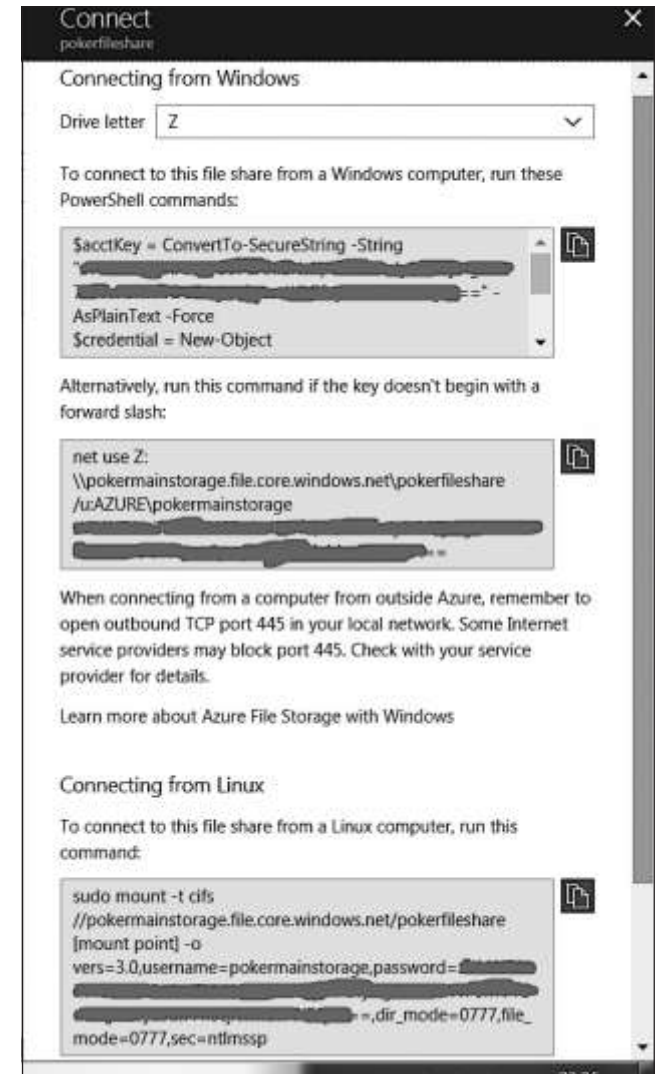 Connect
pokerfileshare
Connecting from Windows
Drive letter Z
To connect to this file share from a Windows computer, run these
PowerShell commands:
$acctKey = ConvertTo-SecureString -String
==" -
AsPlainText -Force
$credential = New-Object
Alternatively, run this command if the key doesn't begin with a
forward slash:
net use Z:
\\pokermainstorage.file.core.windows.net\pokerfileshare
/u:AZURE\pokermainstorage
==
When connecting from a computer from outside Azure, remember to
open outbound TCP port 445 in your local network. Some Internet
service providers may block port 445. Check with your service
provider for details.
Learn more about Azure File Storage with Windows
Connecting from Linux
To connect to this file share from a Linux computer, run this
command:
sudo mount -t cifs
//pokermainstorage.file.core.windows.net/pokerfileshare
[mount point] -o
vers=3.0,username=pokermainstorage,password=
==,dir_mode=0777,file_
mode=0777,sec=ntlmssp